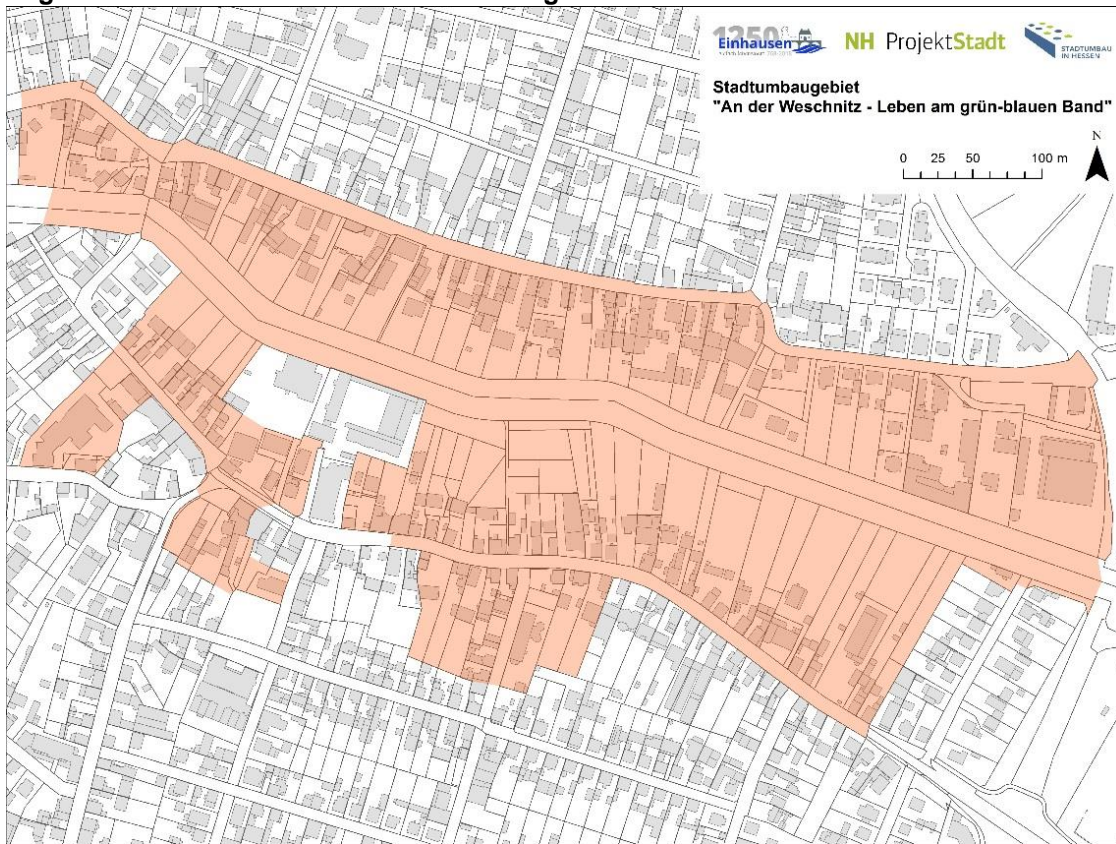 1250
Einhausen
NH ProjektStadt
STADTUMBAU
IN HESSEN
Stadtumbaugebiet
"An der Weschnitz - Leben am grün-blauen Band"
N
0 25 50 100 m